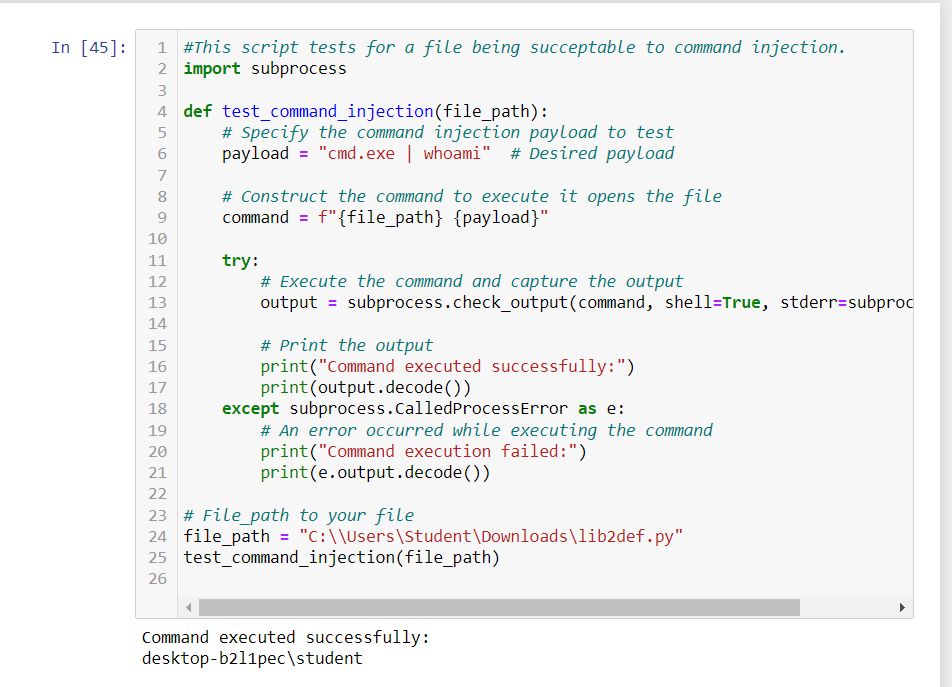 In [45]:
1 #This script tests for a file being succeptable to command injection.
2 import subprocess
3
4 def test_command_injection(file_path):
5     # Specify the command injection payload to test
6     payload = "cmd.exe | whoami"  # Desired payload
7
8     # Construct the command to execute it opens the file
9     command = f"{file_path} {payload}"
10
11     try:
12         # Execute the command and capture the output
13         output = subprocess.check_output(command, shell=True, stderr=subproc
14
15         # Print the output
16         print("Command executed successfully:")
17         print(output.decode())
18     except subprocess.CalledProcessError as e:
19         # An error occurred while executing the command
20         print("Command execution failed:")
21         print(e.output.decode())
22
23 # File_path to your file
24 file_path = "C:\\Users\Student\Downloads\lib2def.py"
25 test_command_injection(file_path)
26
Command executed successfully:
desktop-b2l1pec\student